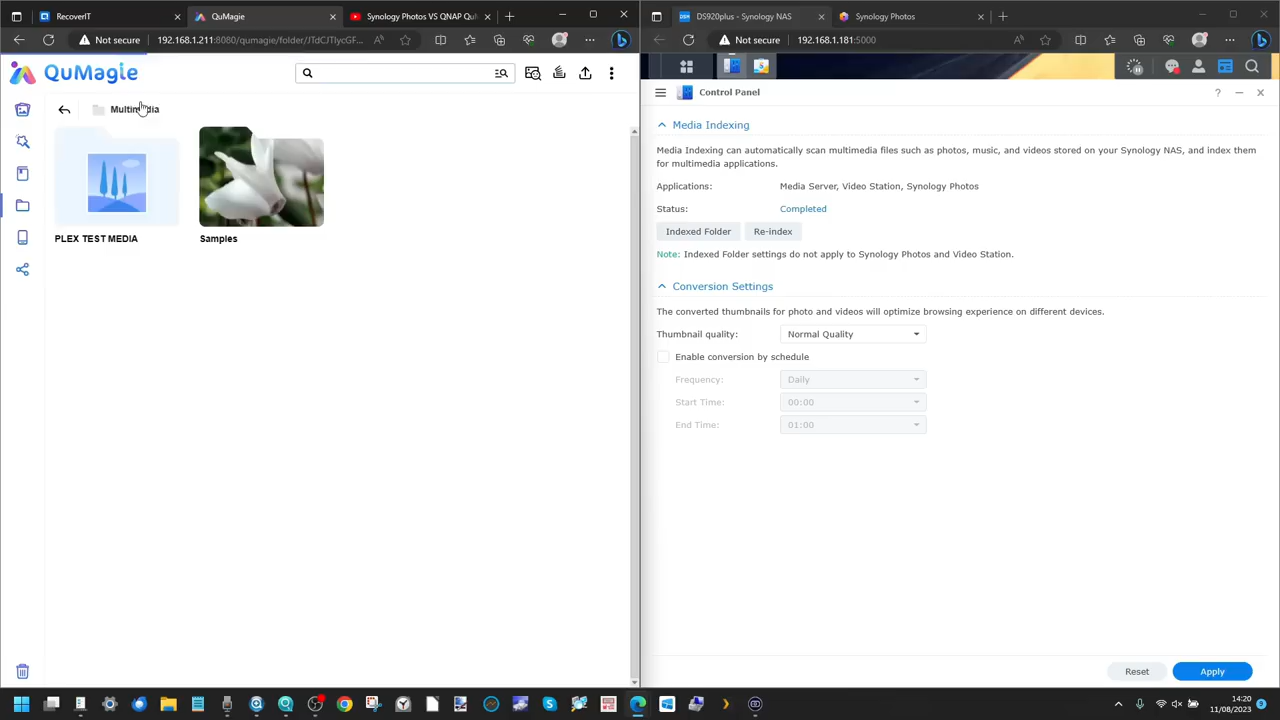 RecoverIT
QuMagie
Synology Photos VS QNAP Qu
DS920plus - Synology NAS
Synology Photos
Not secure
192.168.1.211:8080/qumagie/folder/JTdCJTIycGF...
Not secure
192.168.1.181:5000
QuMagie
Multimedia
PLEX TEST MEDIA
Samples
Control Panel
Media Indexing
Media Indexing can automatically scan multimedia files such as photos, music, and videos stored on your Synology NAS, and index them
for multimedia applications.
Applications: Media Server, Video Station, Synology Photos
Status: Completed
Indexed Folder Re-index
Note: Indexed Folder settings do not apply to Synology Photos and Video Station.
Conversion Settings
The converted thumbnails for photo and videos will optimize browsing experience on different devices.
Thumbnail quality: Normal Quality
Enable conversion by schedule
Frequency: Daily
Start Time: 00:00
End Time: 01:00
Reset Apply
14:20
11/08/2023